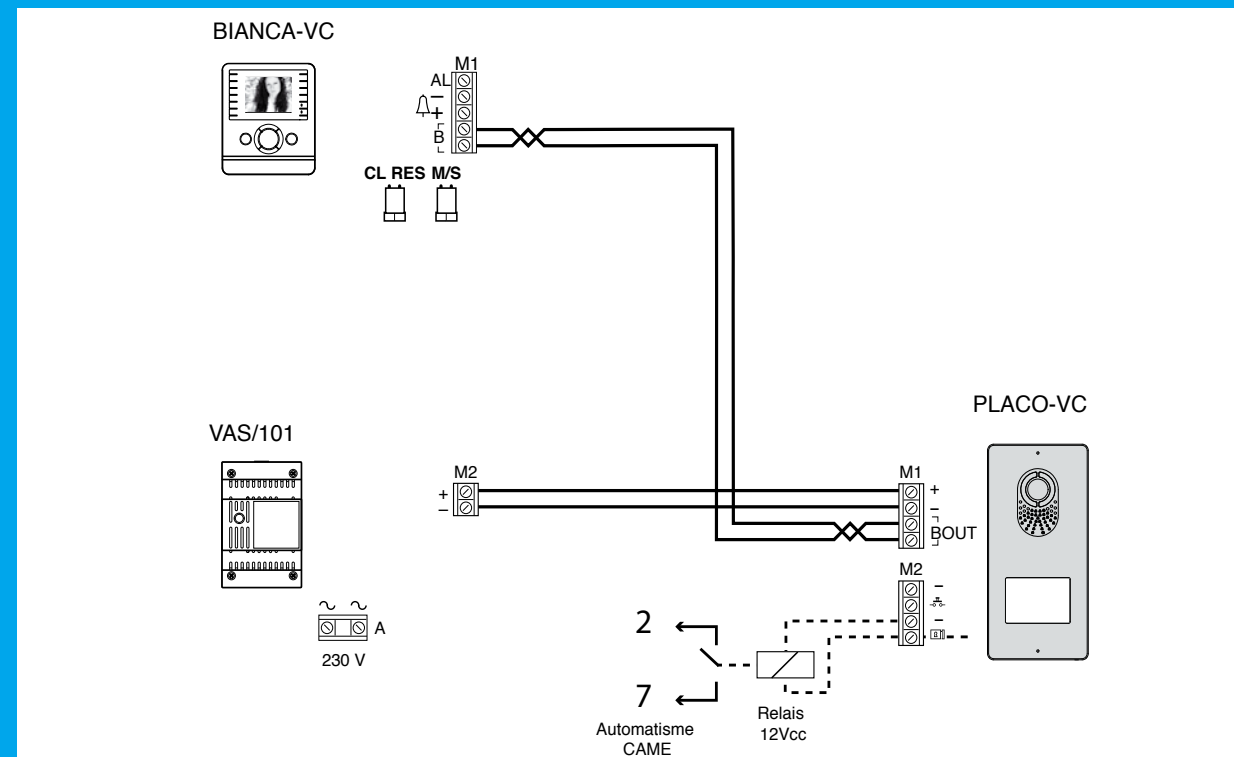 BIANCA-VC
M1
AL
−
+
B
CL RES M/S
PLACO-VC
VAS/101
M2
+
−
M1
+
−
BOUT
M2
−
−
A
230 V
2
7
Automatisme
CAME
Relais
12Vcc